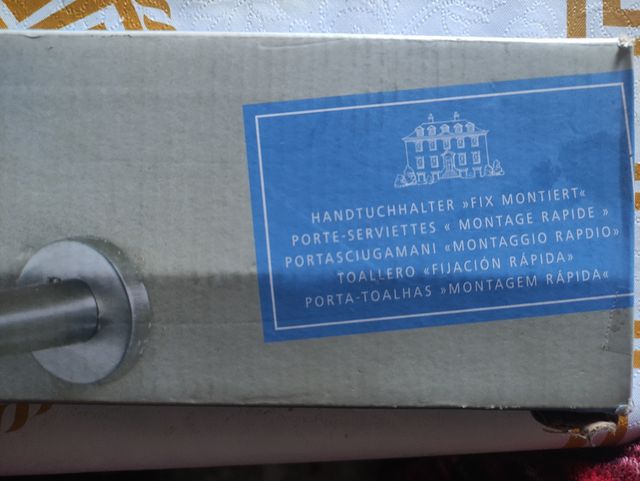 HANDTUCHHALTER »FIX MONTIERT«
PORTE-SERVIETTES « MONTAGE RAPIDE »
PORTASCIUGAMANI «MONTAGGIO RAPDIO»
TOALLERO «FIJACIÓN RÁPIDA»
PORTA-TOALHAS »MONTAGEM RÁPIDA«